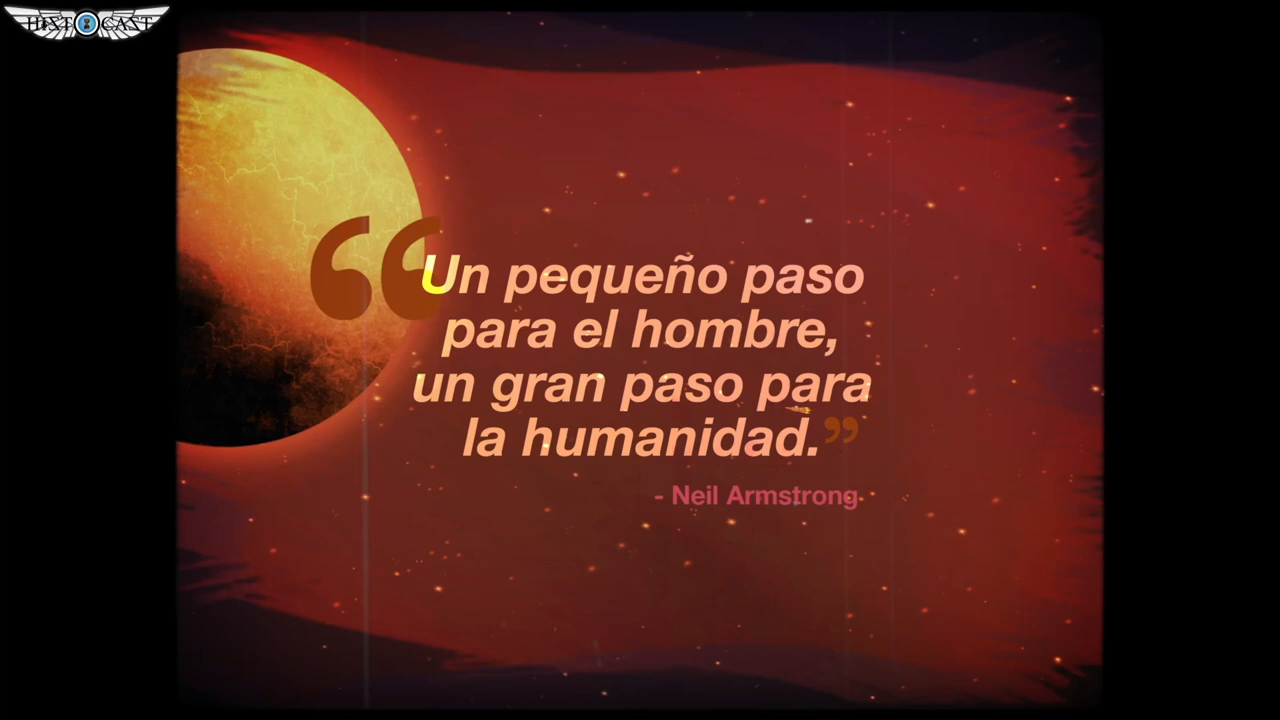 HISTOCAST
“Un pequeño paso
para el hombre,
un gran paso para
la humanidad.”
- Neil Armstrong